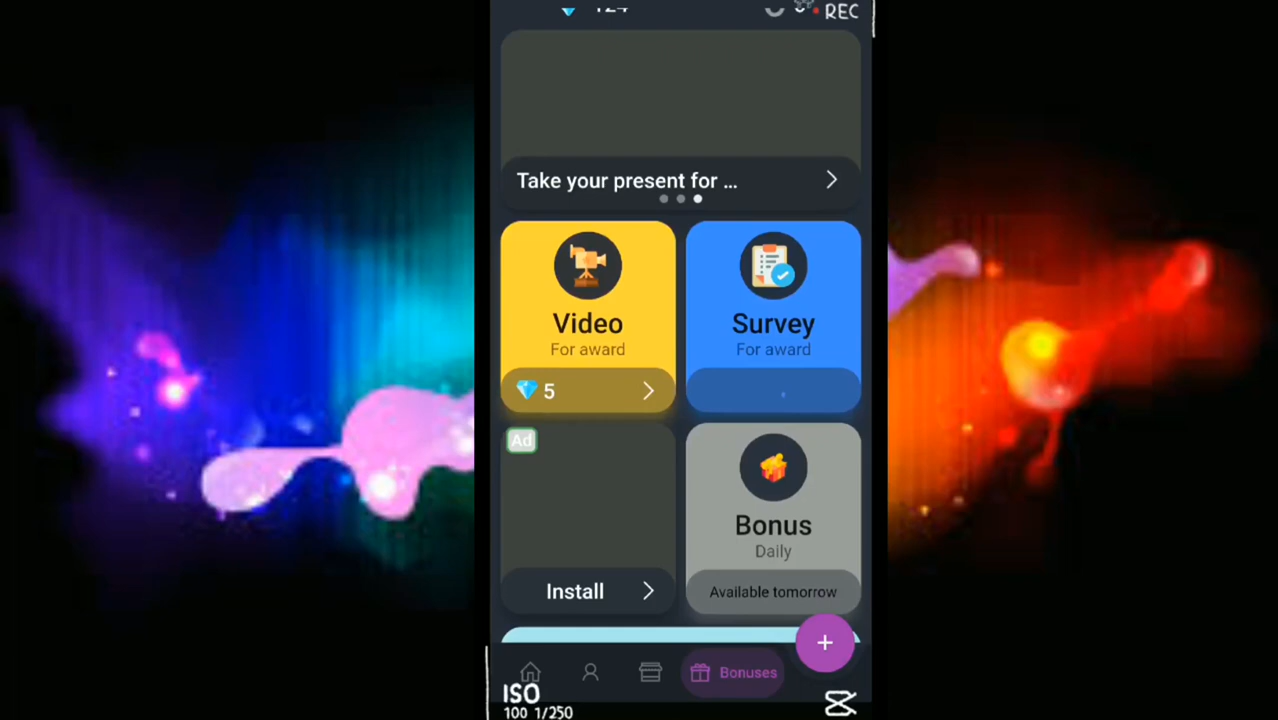 REC
Take your present for ...
Video
For award
5
Survey
For award
Ad
Install
Bonus
Daily
Available tomorrow
Bonuses
ISO
100 1/250